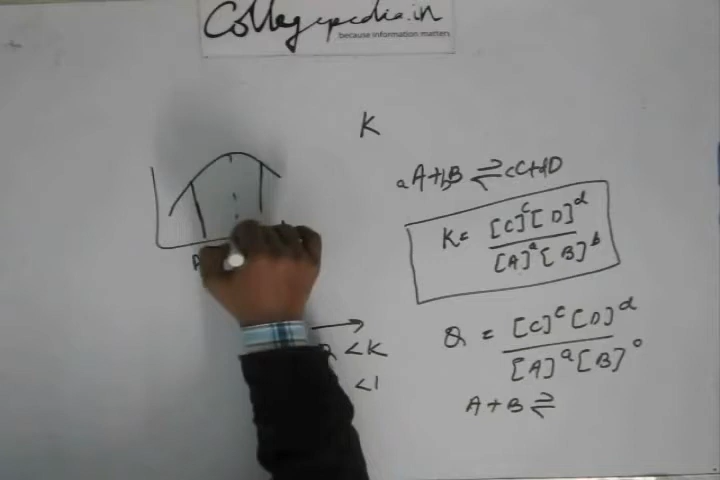 Collegepedia.in
because information matters
K
aA+bB ⇌ cC+dD
K= [C]^c [D]^d / [A]^a [B]^b
Q = [C]^c [D]^d / [A]^a [B]^o
<K
<1
A+B ⇌